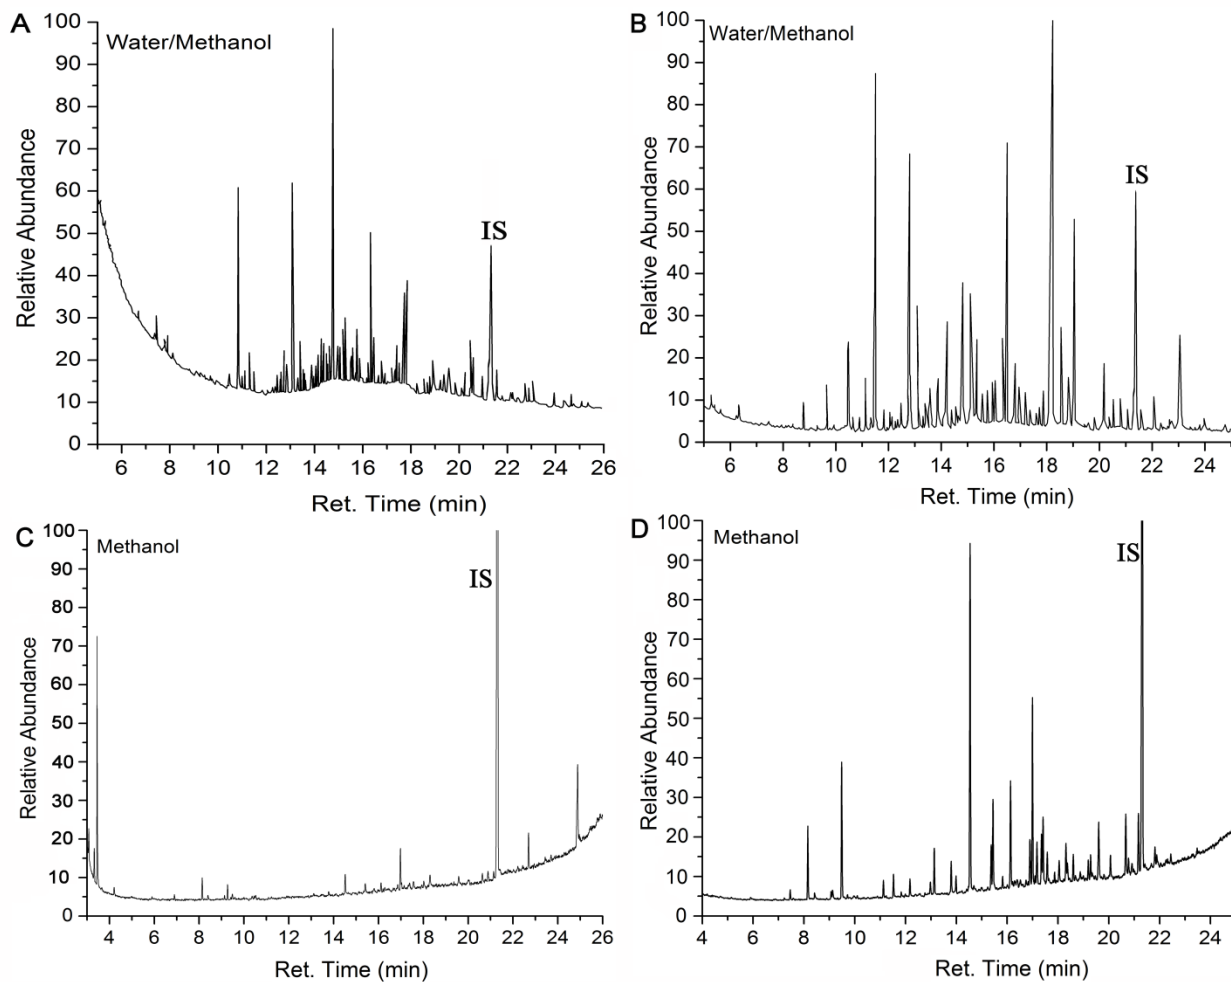 A
Water/Methanol
IS
Relative Abundance
100
90
80
70
60
50
40
30
20
10
0
6 8 10 12 14 16 18 20 22 24 26
Ret. Time (min)
B
Water/Methanol
IS
Relative Abundance
100
90
80
70
60
50
40
30
20
10
0
6 8 10 12 14 16 18 20 22 24
Ret. Time (min)
C
Methanol
IS
Relative Abundance
100
90
80
70
60
50
40
30
20
10
0
4 6 8 10 12 14 16 18 20 22 24 26
Ret. Time (min)
D
Methanol
IS
Relative Abundance
100
90
80
70
60
50
40
30
20
10
0
4 6 8 10 12 14 16 18 20 22 24
Ret. Time (min)